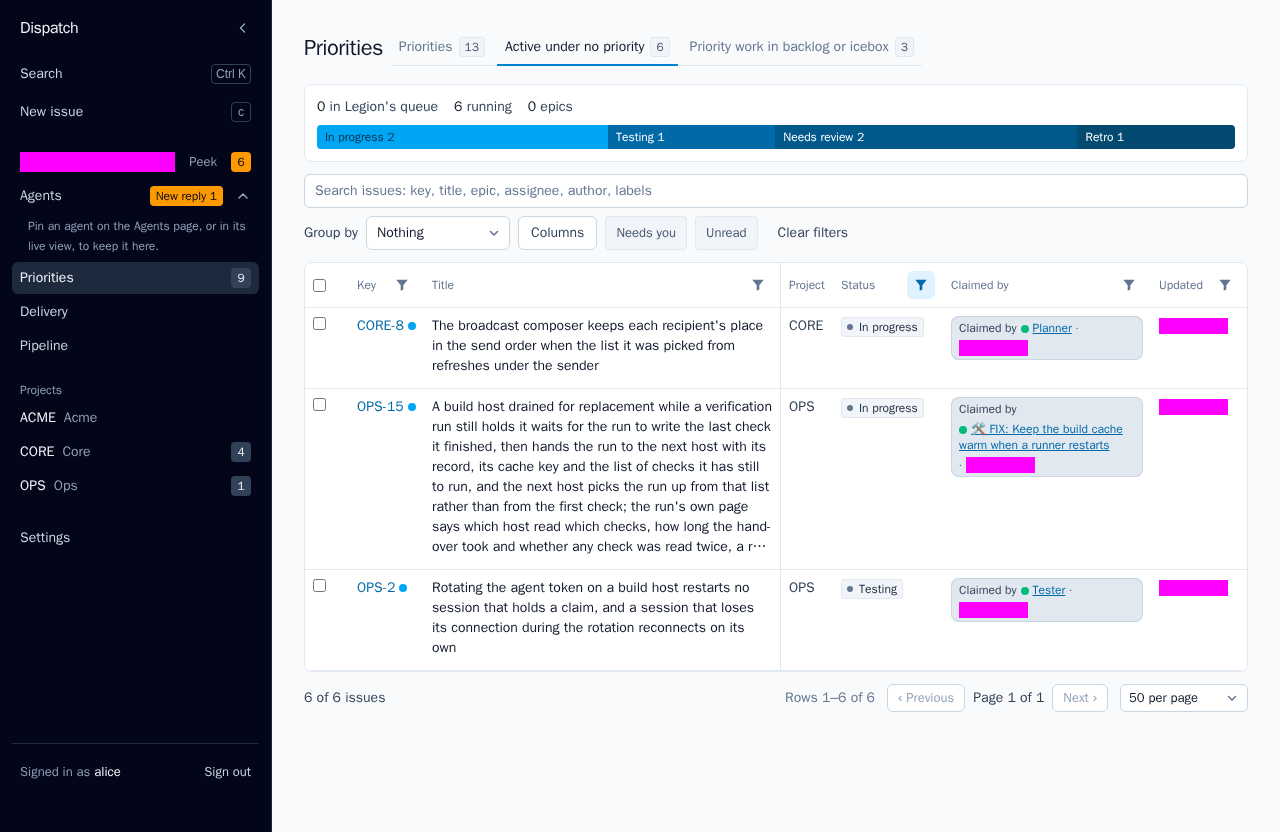 Dispatch
Search Ctrl K
New issue c
Peek 6
Agents New reply 1
Pin an agent on the Agents page, or in its
live view, to keep it here.
Priorities 9
Delivery
Pipeline
Projects
ACME Acme
CORE Core 4
OPS Ops 1
Settings
Signed in as alice Sign out
Priorities Priorities 13 Active under no priority 6 Priority work in backlog or icebox 3
0 in Legion's queue 6 running 0 epics
In progress 2 Testing 1 Needs review 2 Retro 1
Search issues: key, title, epic, assignee, author, labels
Group by Nothing Columns Needs you Unread Clear filters
Key Title Project Status Claimed by Updated
CORE-8 The broadcast composer keeps each recipient's place CORE In progress Claimed by Planner ·
in the send order when the list it was picked from
refreshes under the sender
OPS-15 A build host drained for replacement while a verification OPS In progress Claimed by
run still holds it waits for the run to write the last check
🛠️ FIX: Keep the build cache
it finished, then hands the run to the next host with its
warm when a runner restarts
record, its cache key and the list of checks it has still
·
to run, and the next host picks the run up from that list
rather than from the first check; the run's own page
says which host read which checks, how long the hand-
over took and whether any check was read twice, a r…
OPS-2 Rotating the agent token on a build host restarts no OPS Testing Claimed by Tester ·
session that holds a claim, and a session that loses
its connection during the rotation reconnects on its
own
6 of 6 issues Rows 1–6 of 6 ‹ Previous Page 1 of 1 Next › 50 per page